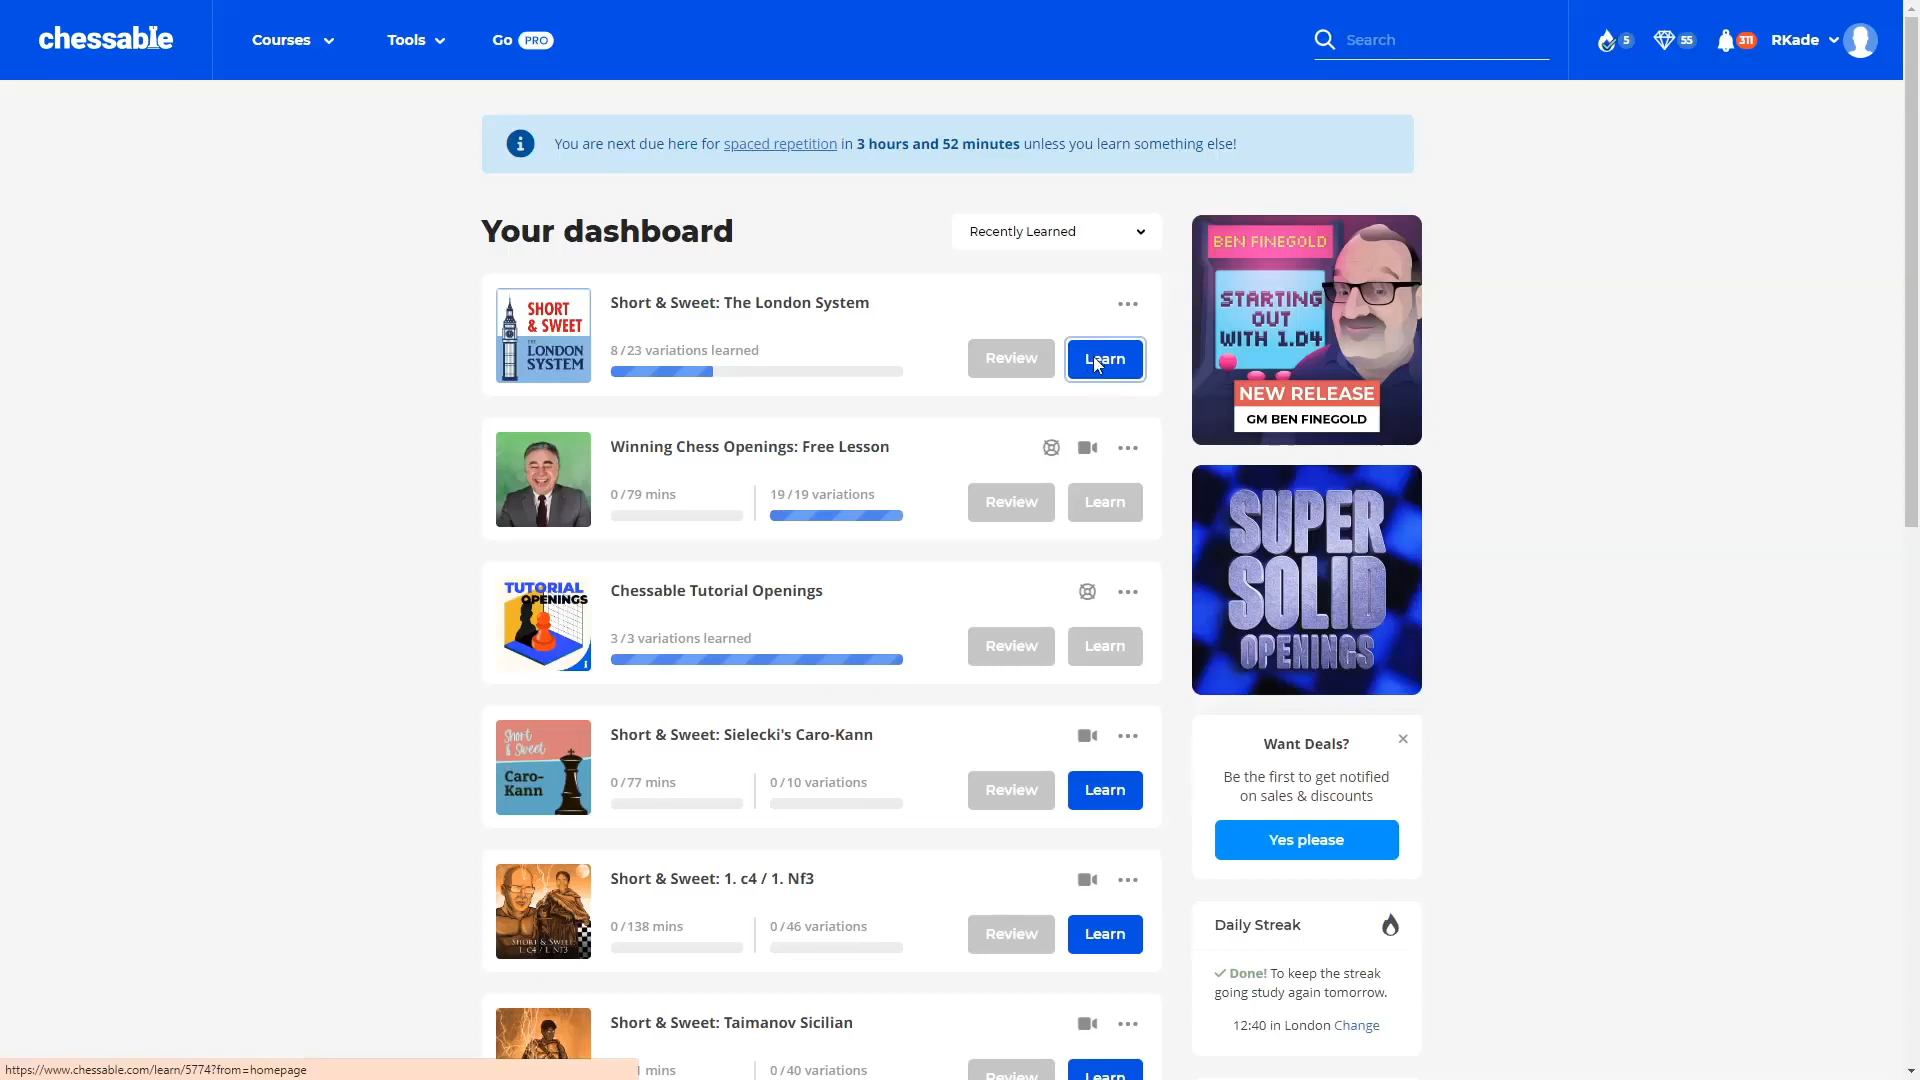 chessable
Courses
Tools
Go PRO
Search
5
55
311
RKade
You are next due here for spaced repetition in 3 hours and 52 minutes unless you learn something else!
Your dashboard
Recently Learned
SHORT
& SWEET
THE
LONDON
SYSTEM
Short & Sweet: The London System
8/23 variations learned
Review
Learn
Winning Chess Openings: Free Lesson
0/79 mins
19/19 variations
Review
Learn
TUTORIAL
OPENINGS
Chessable Tutorial Openings
3/3 variations learned
Review
Learn
Short
& Sweet
Caro-
Kann
Short & Sweet: Sielecki's Caro-Kann
0/77 mins
0/10 variations
Review
Learn
SHORT & SWEET
1. C4 / 1. NF3
Short & Sweet: 1. c4 / 1. Nf3
0/138 mins
0/46 variations
Review
Learn
Short & Sweet: Taimanov Sicilian
mins
0/40 variations
Review
Learn
BEN FINEGOLD
STARTING
OUT
WITH 1.D4
NEW RELEASE
GM BEN FINEGOLD
SUPER
SOLID
OPENINGS
Want Deals?
Be the first to get notified
on sales & discounts
Yes please
Daily Streak
Done! To keep the streak
going study again tomorrow.
12:40 in London Change
https://www.chessable.com/learn/5774?from=homepage